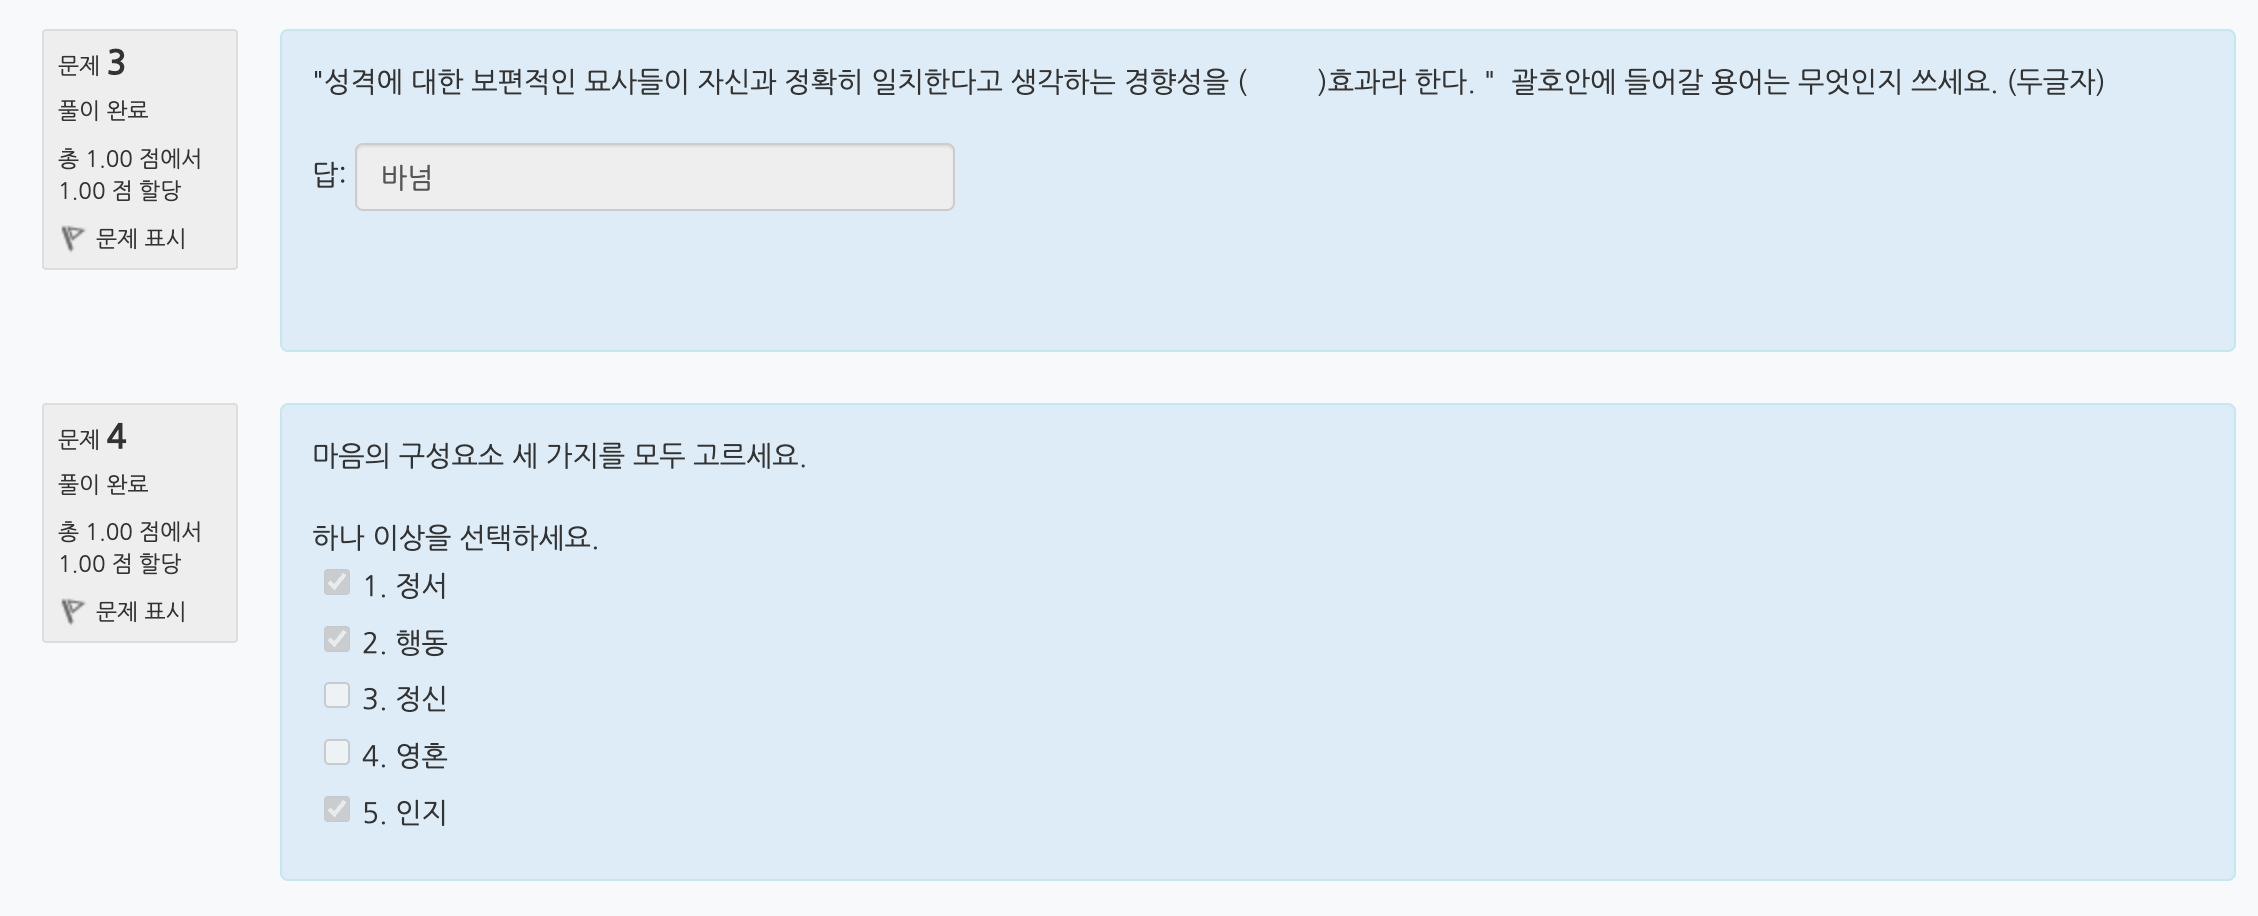 문제 3
풀이 완료
총 1.00 점에서
1.00 점 할당
문제 표시
"성격에 대한 보편적인 묘사들이 자신과 정확히 일치한다고 생각하는 경향성을 (        )효과라 한다. "  괄호안에 들어갈 용어는 무엇인지 쓰세요. (두글자)
답: 바넘
문제 4
풀이 완료
총 1.00 점에서
1.00 점 할당
문제 표시
마음의 구성요소 세 가지를 모두 고르세요.
하나 이상을 선택하세요.
1. 정서
2. 행동
3. 정신
4. 영혼
5. 인지